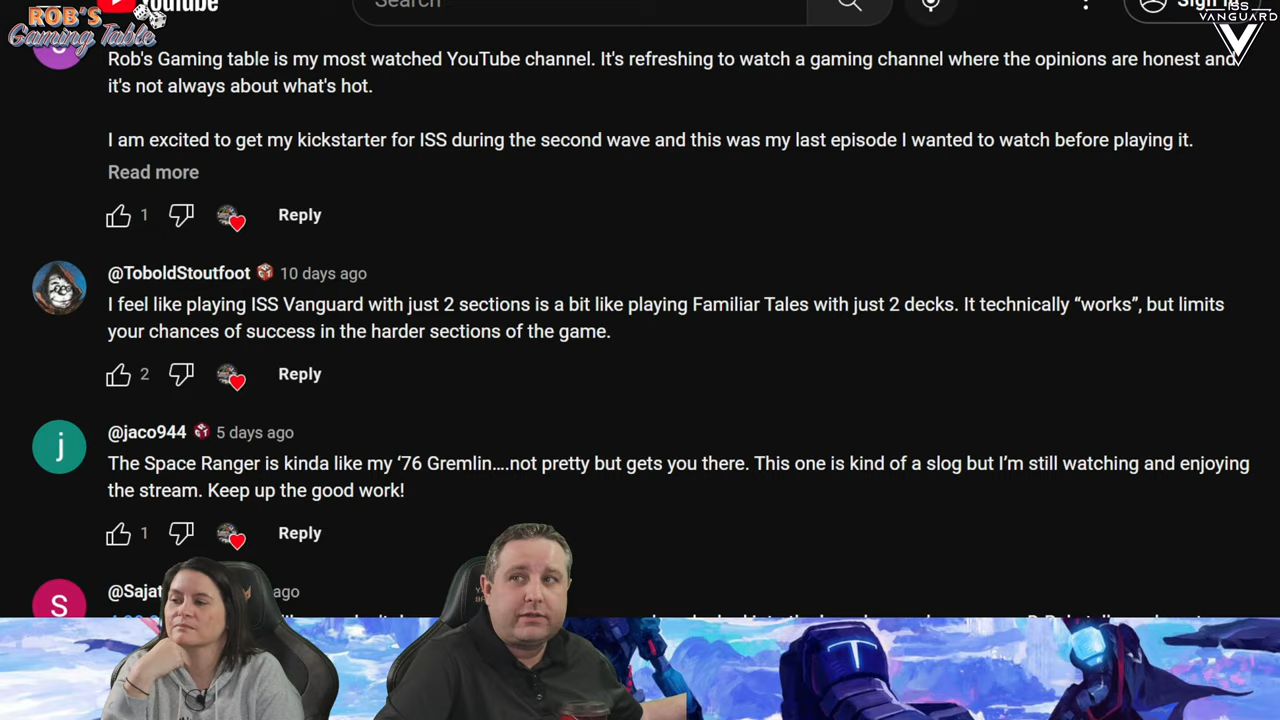 ROB'S
Gaming Table
YouTube
Search
Sign in
ISS
VANGUARD
Rob's Gaming table is my most watched YouTube channel. It's refreshing to watch a gaming channel where the opinions are honest and
it's not always about what's hot.
I am excited to get my kickstarter for ISS during the second wave and this was my last episode I wanted to watch before playing it.
Read more
1
Reply
@ToboldStoutfoot 10 days ago
I feel like playing ISS Vanguard with just 2 sections is a bit like playing Familiar Tales with just 2 decks. It technically “works”, but limits
your chances of success in the harder sections of the game.
2
Reply
j
@jaco944 5 days ago
The Space Ranger is kinda like my ‘76 Gremlin….not pretty but gets you there. This one is kind of a slog but I’m still watching and enjoying
the stream. Keep up the good work!
1
Reply
S
@Sajat ago